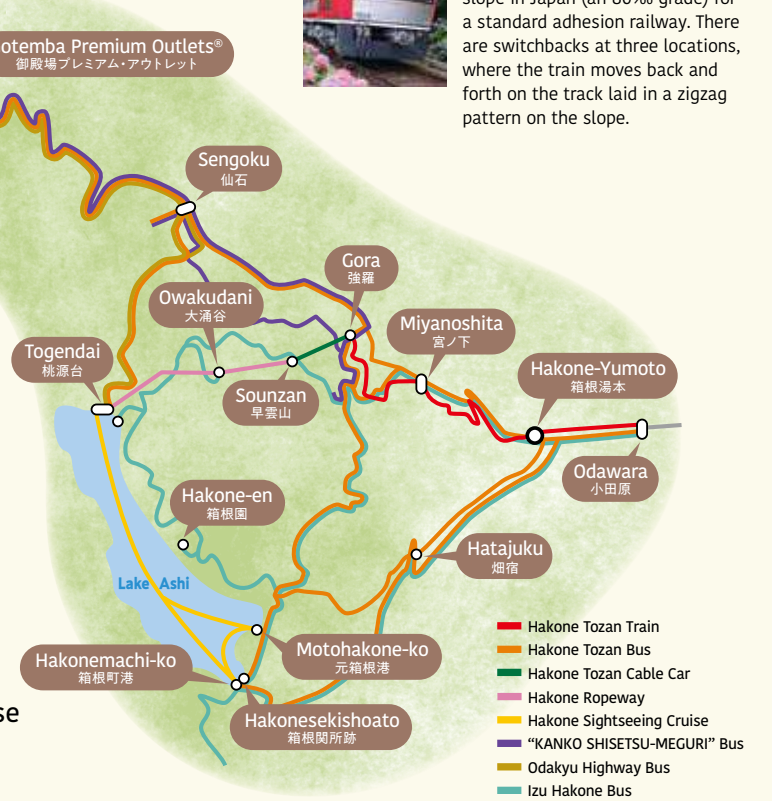 slope in Japan (an 80‰ grade) for
a standard adhesion railway. There
are switchbacks at three locations,
where the train moves back and
forth on the track laid in a zigzag
pattern on the slope.
Premium Outlets®
御殿場プレミアム・アウトレット
Sengoku
仙石
Gora
強羅
Owakudani
大涌谷
Miyanoshita
宮ノ下
Togendai
桃源台
Hakone-Yumoto
箱根湯本
Sounzan
早雲山
Odawara
小田原
Hakone-en
箱根園
Hatajuku
畑宿
Lake Ashi
Motohakone-ko
元箱根港
Hakonemachi-ko
箱根町港
Hakonesekishoato
箱根関所跡
Hakone Tozan Train
Hakone Tozan Bus
Hakone Tozan Cable Car
Hakone Ropeway
Hakone Sightseeing Cruise
"KANKO SHISETSU-MEGURI" Bus
Odakyu Highway Bus
Izu Hakone Bus